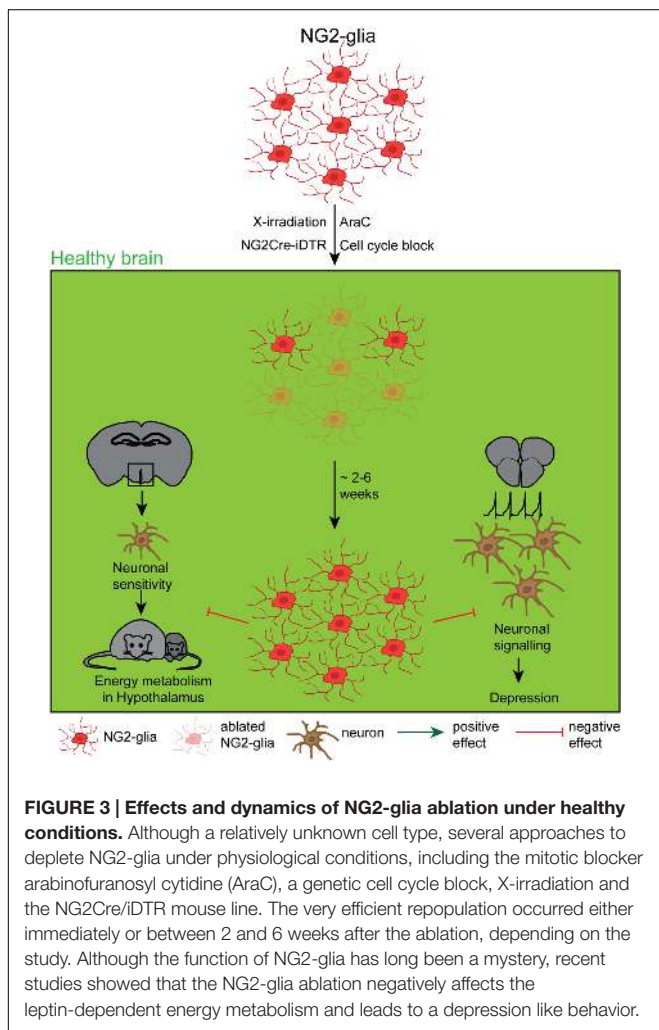 NG2-glia
X-irradiation AraC
NG2Cre-iDTR Cell cycle block
Healthy brain
~ 2-6
weeks
Neuronal
sensitivity
Energy metabolism
in Hypothalamus
Neuronal
signalling
Depression
NG2-glia
ablated
NG2-glia
neuron
positive
effect
negative
effect
FIGURE 3 | Effects and dynamics of NG2-glia ablation under healthy
conditions. Although a relatively unknown cell type, several approaches to
deplete NG2-glia under physiological conditions, including the mitotic blocker
arabinofuranosyl cytidine (AraC), a genetic cell cycle block, X-irradiation and
the NG2Cre/iDTR mouse line. The very efficient repopulation occurred either
immediately or between 2 and 6 weeks after the ablation, depending on the
study. Although the function of NG2-glia has long been a mystery, recent
studies showed that the NG2-glia ablation negatively affects the
leptin-dependent energy metabolism and leads to a depression like behavior.